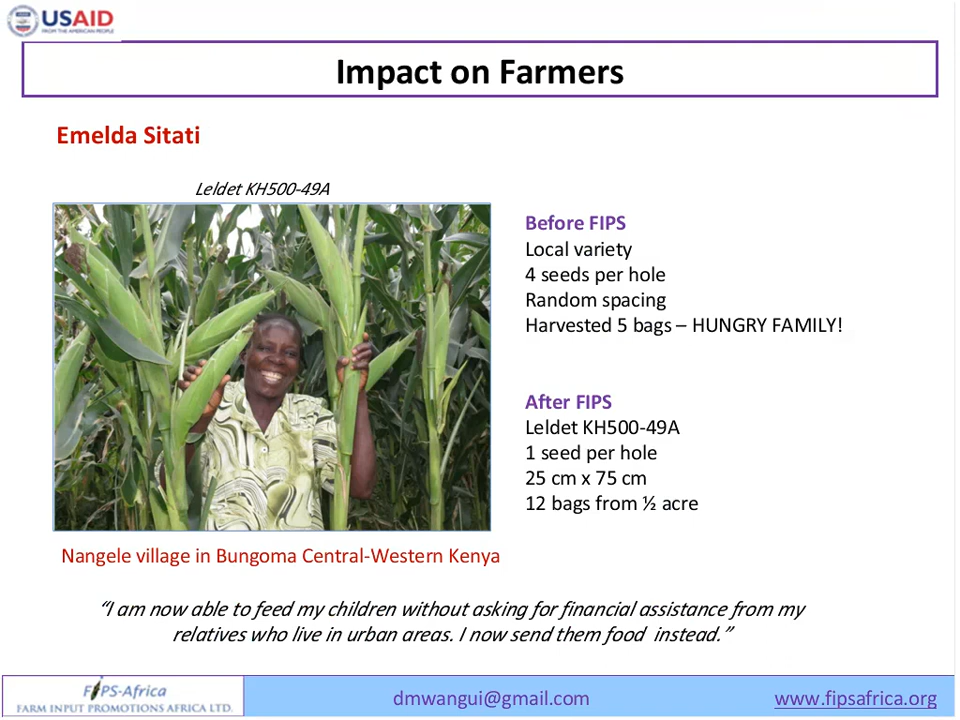 USAID
FROM THE AMERICAN PEOPLE
Impact on Farmers
Emelda Sitati
Leldet KH500-49A
Before FIPS
Local variety
4 seeds per hole
Random spacing
Harvested 5 bags – HUNGRY FAMILY!
After FIPS
Leldet KH500-49A
1 seed per hole
25 cm x 75 cm
12 bags from ½ acre
Nangele village in Bungoma Central-Western Kenya
“I am now able to feed my children without asking for financial assistance from my
relatives who live in urban areas. I now send them food  instead.”
FiPS-Africa
FARM INPUT PROMOTIONS AFRICA LTD.
dmwangui@gmail.com
www.fipsafrica.org